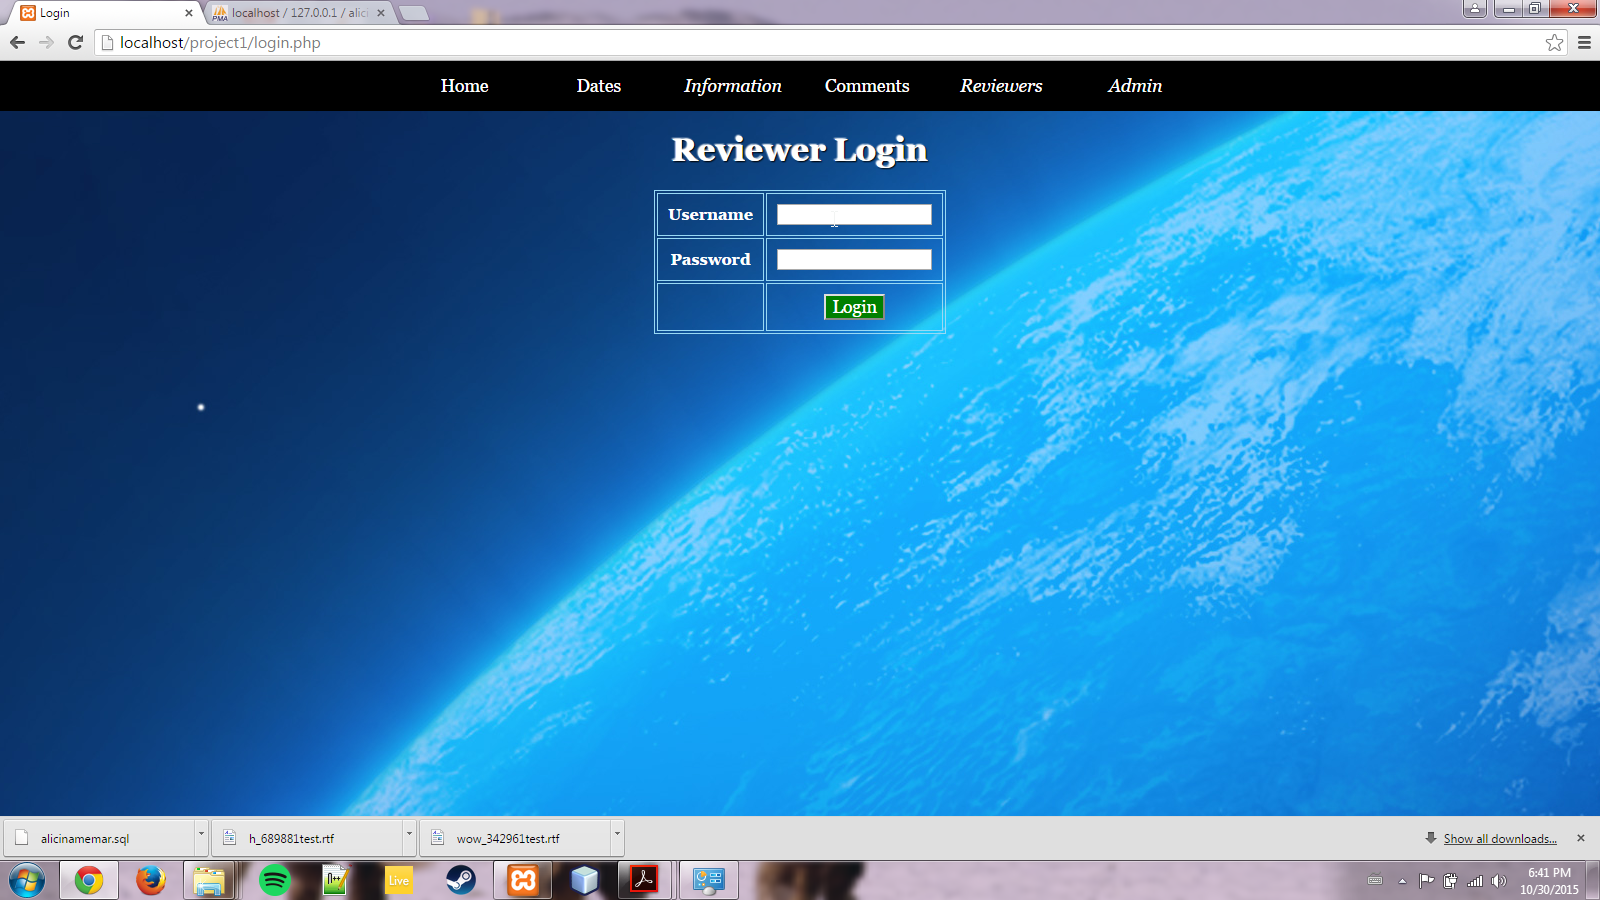 Login
PMA localhost / 127.0.0.1 / alici
localhost/project1/login.php
Home Dates Information Comments Reviewers Admin
Reviewer Login
Username
Password
Login
alicinamemar.sql h_689881test.rtf wow_342961test.rtf Show all downloads...
Live 6:41 PM
10/30/2015